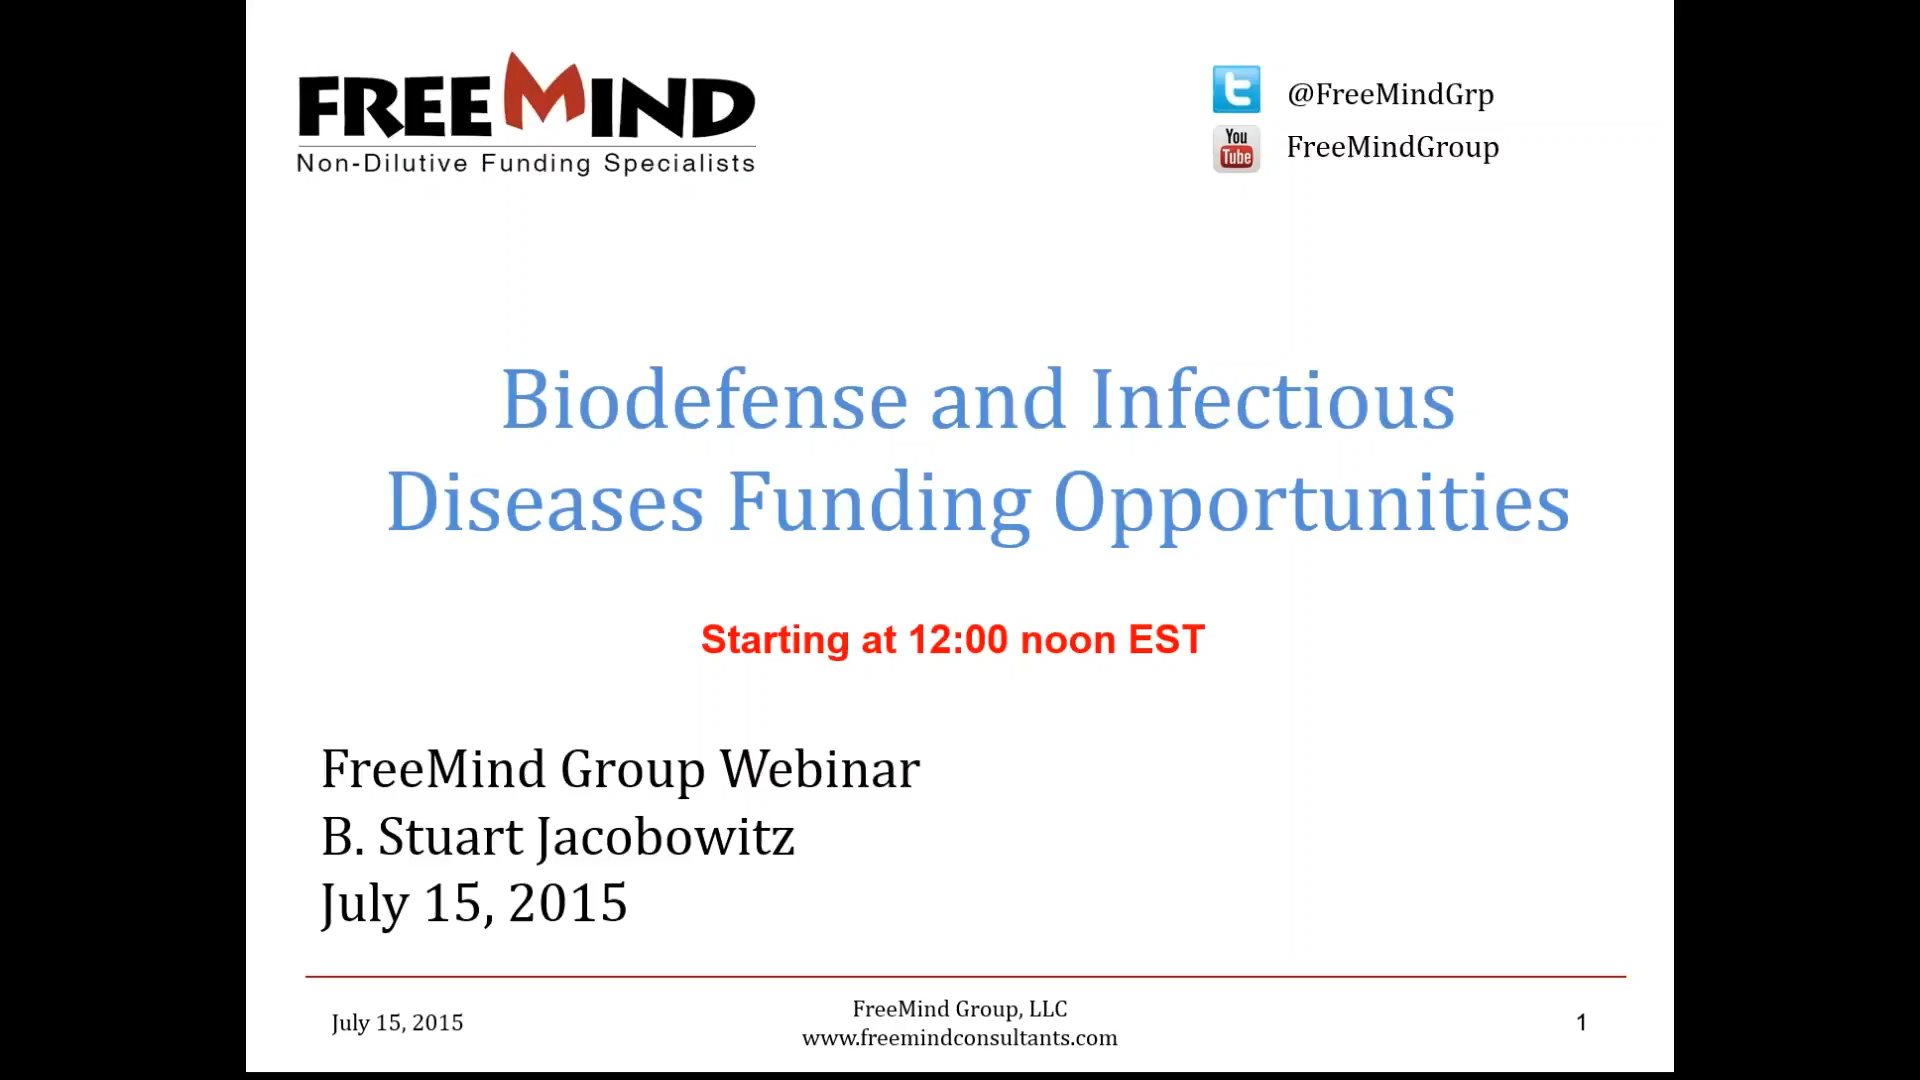 FREEMIND
Non-Dilutive Funding Specialists
@FreeMindGrp
You
Tube
FreeMindGroup
Biodefense and Infectious
Diseases Funding Opportunities
Starting at 12:00 noon EST
FreeMind Group Webinar
B. Stuart Jacobowitz
July 15, 2015
July 15, 2015
FreeMind Group, LLC
www.freemindconsultants.com
1